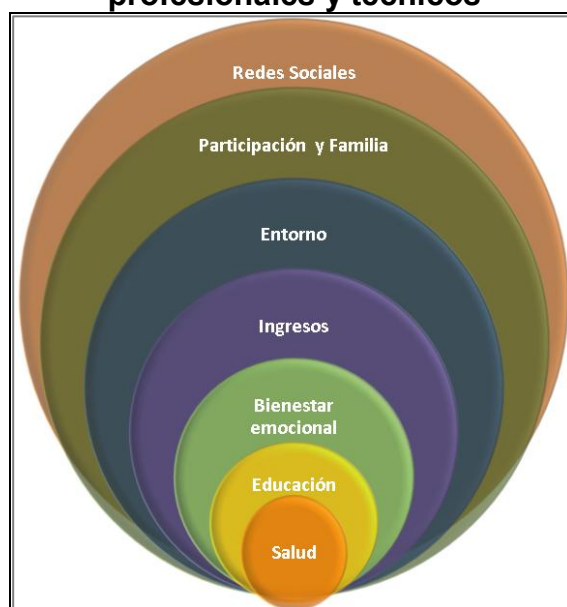 profesionales y técnicos
Redes Sociales
Participación y Familia
Entorno
Ingresos
Bienestar
emocional
Educación
Salud